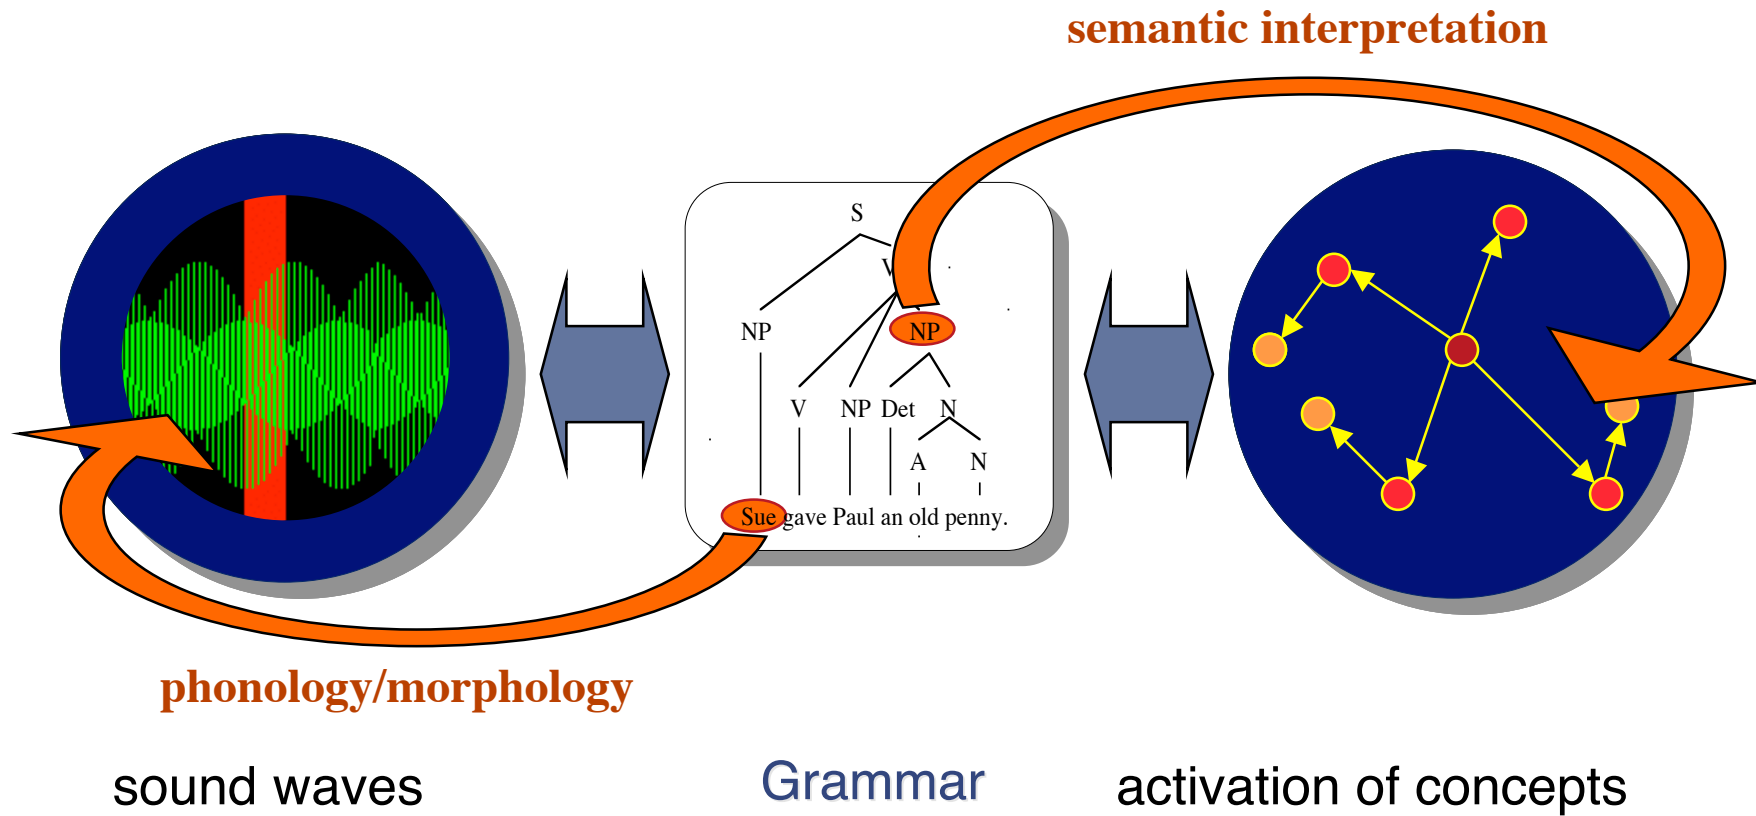 semantic interpretation
S
V
NP
NP
V NP Det N
A N
Sue gave Paul an old penny.
phonology/morphology
sound waves
Grammar
activation of concepts